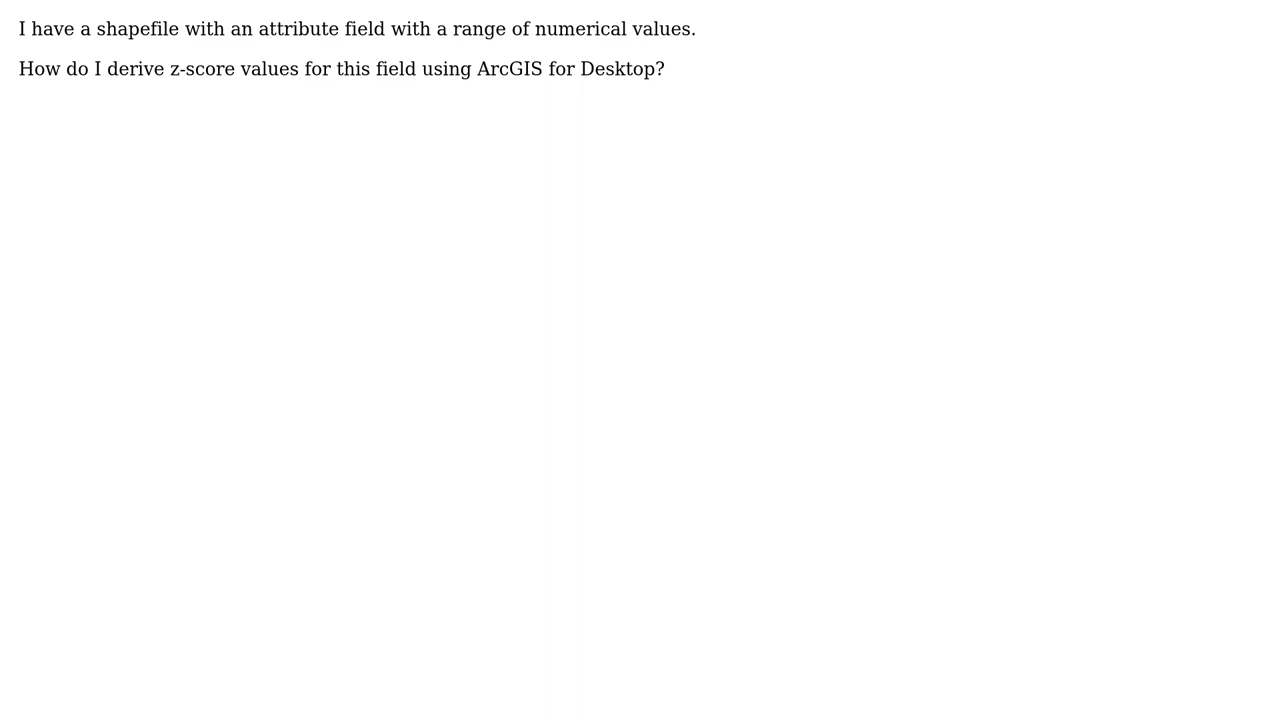 I have a shapefile with an attribute field with a range of numerical values.
How do I derive z-score values for this field using ArcGIS for Desktop?